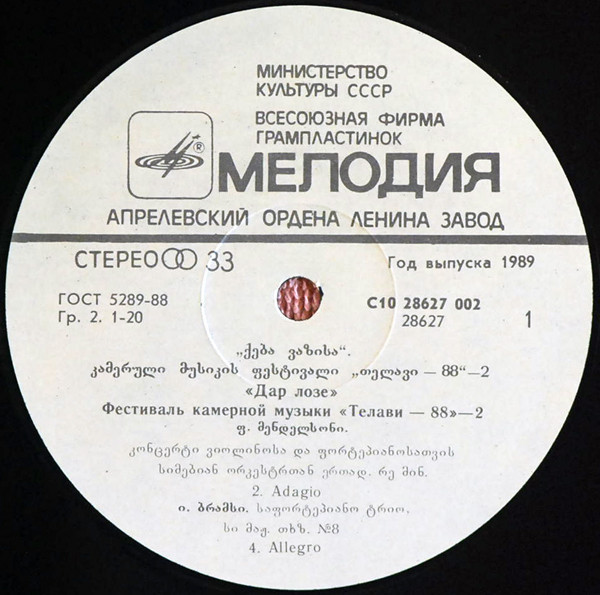 МИНИСТЕРСТВО
КУЛЬТУРЫ СССР
ВСЕСОЮЗНАЯ ФИРМА
ГРАМПЛАСТИНОК
®
МЕЛОДИЯ
АПРЕЛЕВСКИЙ ОРДЕНА ЛЕНИНА ЗАВОД
СТЕРЕО 33
Год выпуска 1989
ГОСТ 5289-88
Гр. 2. 1-20
С10 28627 002
28627
1
„ქება ვაზისა“.
კამერული მუსიკის ფესტივალი „თელავი — 88“—2
«Дар лозе»
Фестиваль камерной музыки «Телави — 88»—2
ფ. მენდელსონი.
კონცერტი ვიოლინოსა და ფორტეპიანოსათვის
სიმებიან ორკესტრთან ერთად. რე მინ.
2. Adagio
ი. ბრამსი. საფორტეპიანო ტრიო,
სი მაჟ. თხზ. №8
4. Allegro